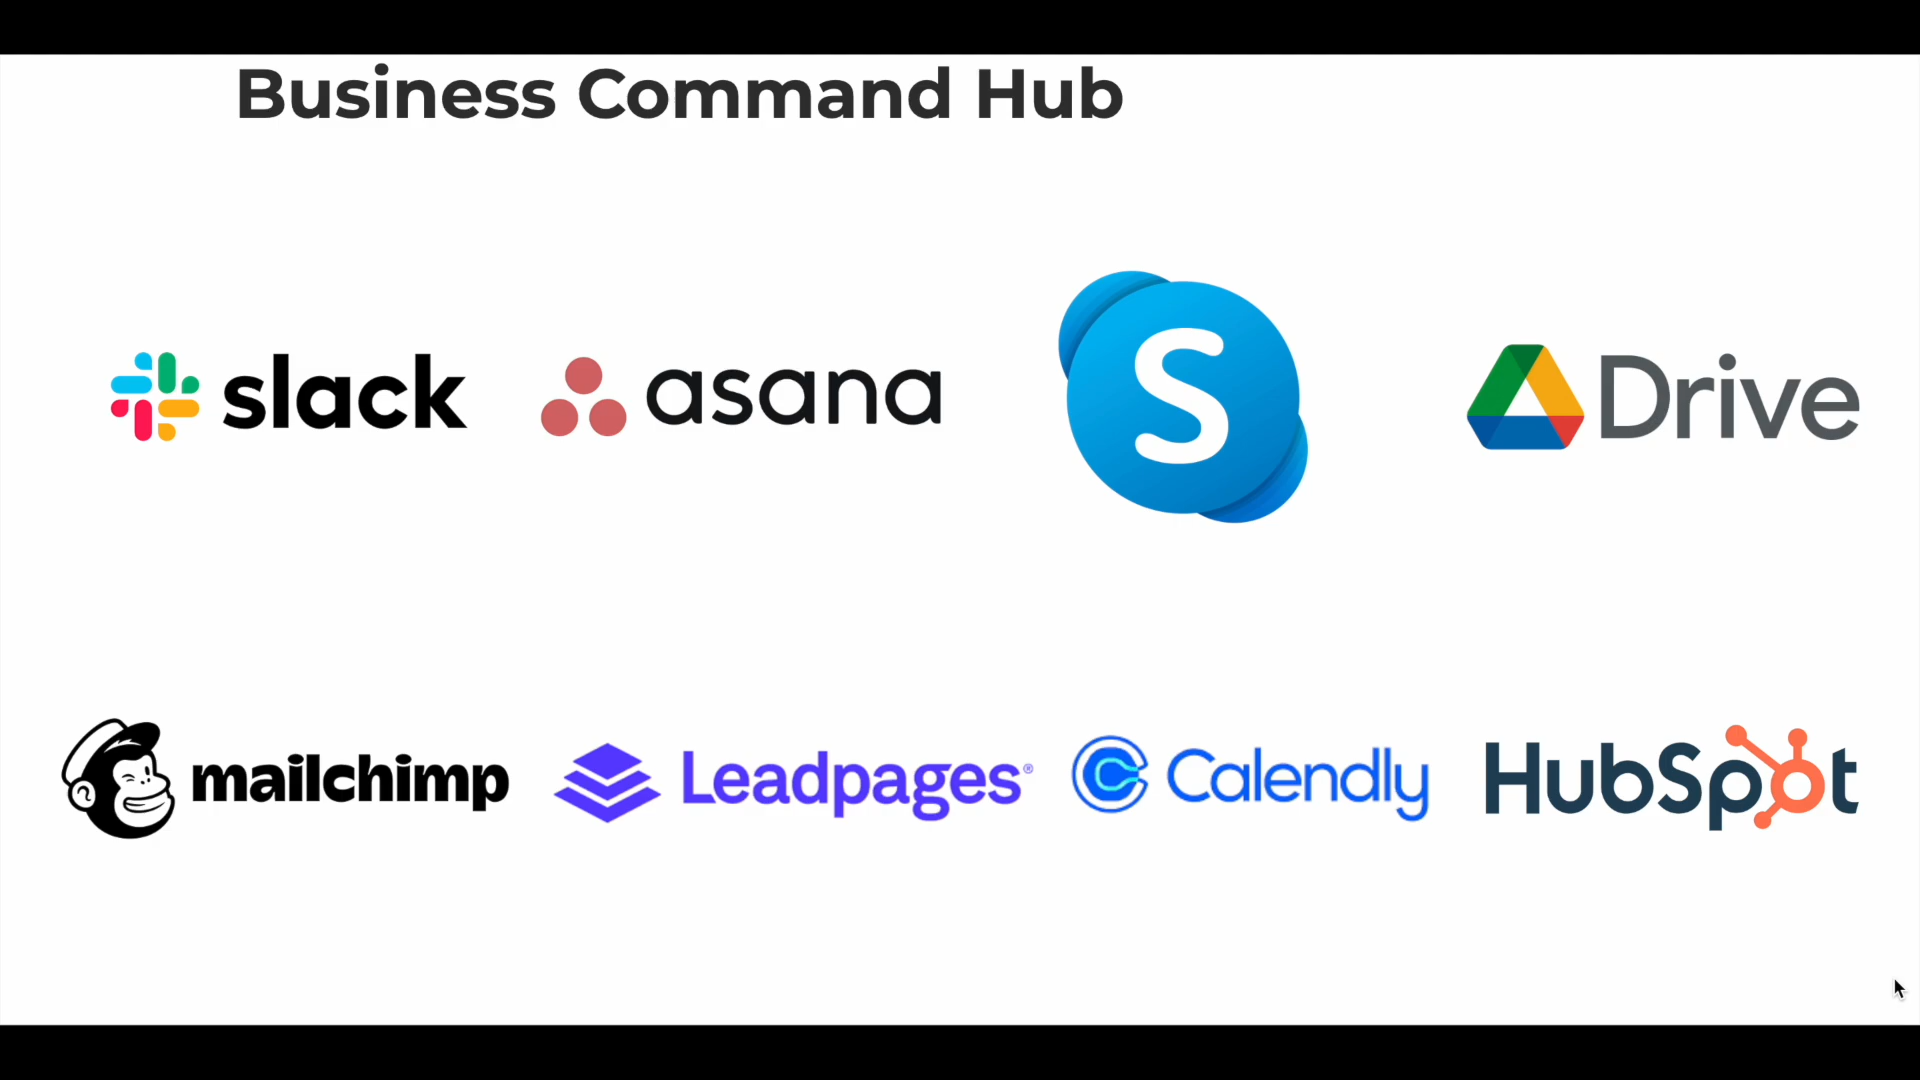 Business Command Hub
slack
asana
S
Drive
mailchimp
Leadpages®
Calendly
HubSpot